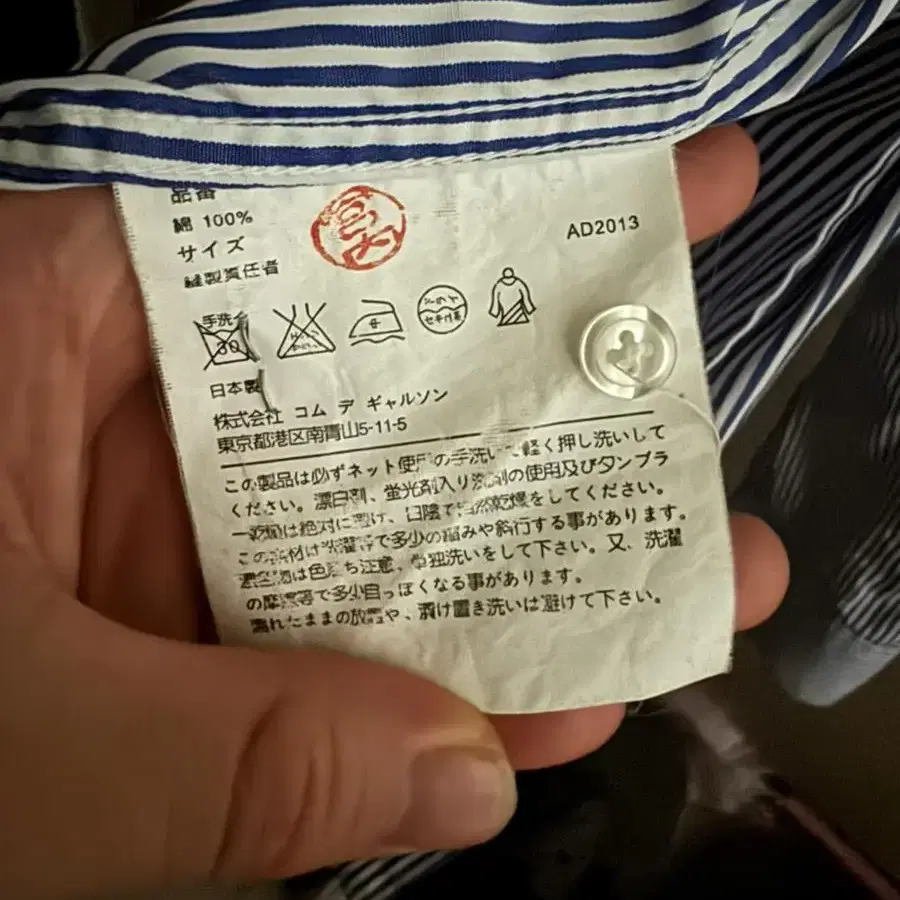 品番
綿 100%
サイズ
縫製責任者
AD2013
手洗
30
セキユ系
日本製
株式会社 コム デ ギャルソン
東京都港区南青山5-11-5
この製品は必ずネット使用の手洗いで軽く押し洗いして
ください。漂白剤、蛍光剤入り洗剤の使用及びタンブラ
ー乾燥は絶対に避け、日陰で自然乾燥をしてください。
この素材は洗濯等で多少の縮みや斜行する事があります。
濃色物は色落ち注意、単独洗いをして下さい。又、洗濯
の摩擦等で多少白っぽくなる事があります。
濡れたままの放置や、漬け置き洗いは避けて下さい。